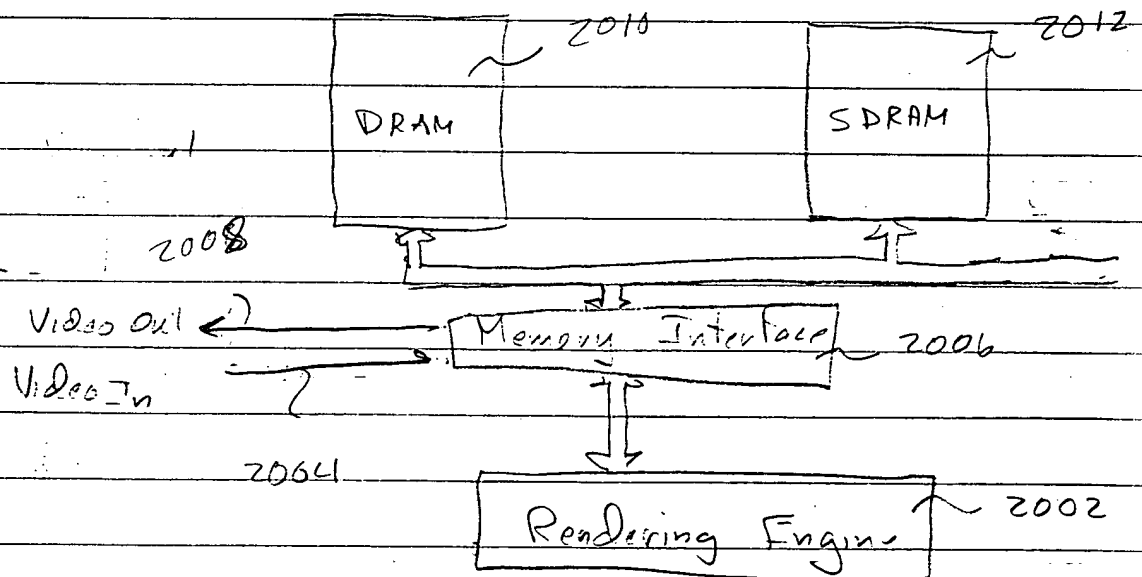 2010
2012
DRAM
SDRAM
2008
Video Out
Memory Interface
2006
Video In
2004
2002
Rendering Engine